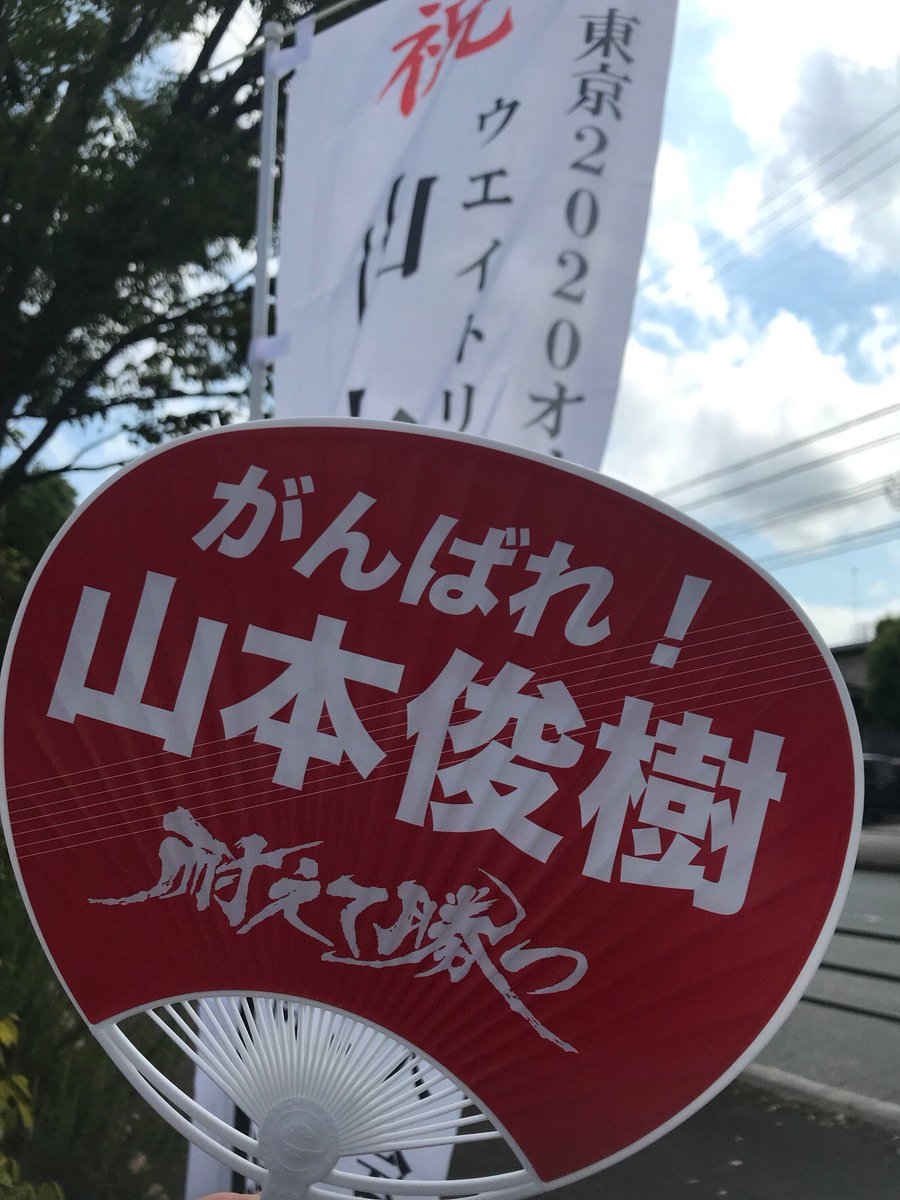 祝
東京2020オ
ウエイトリ
山
がんばれ!
山本俊樹
耐えて勝つ